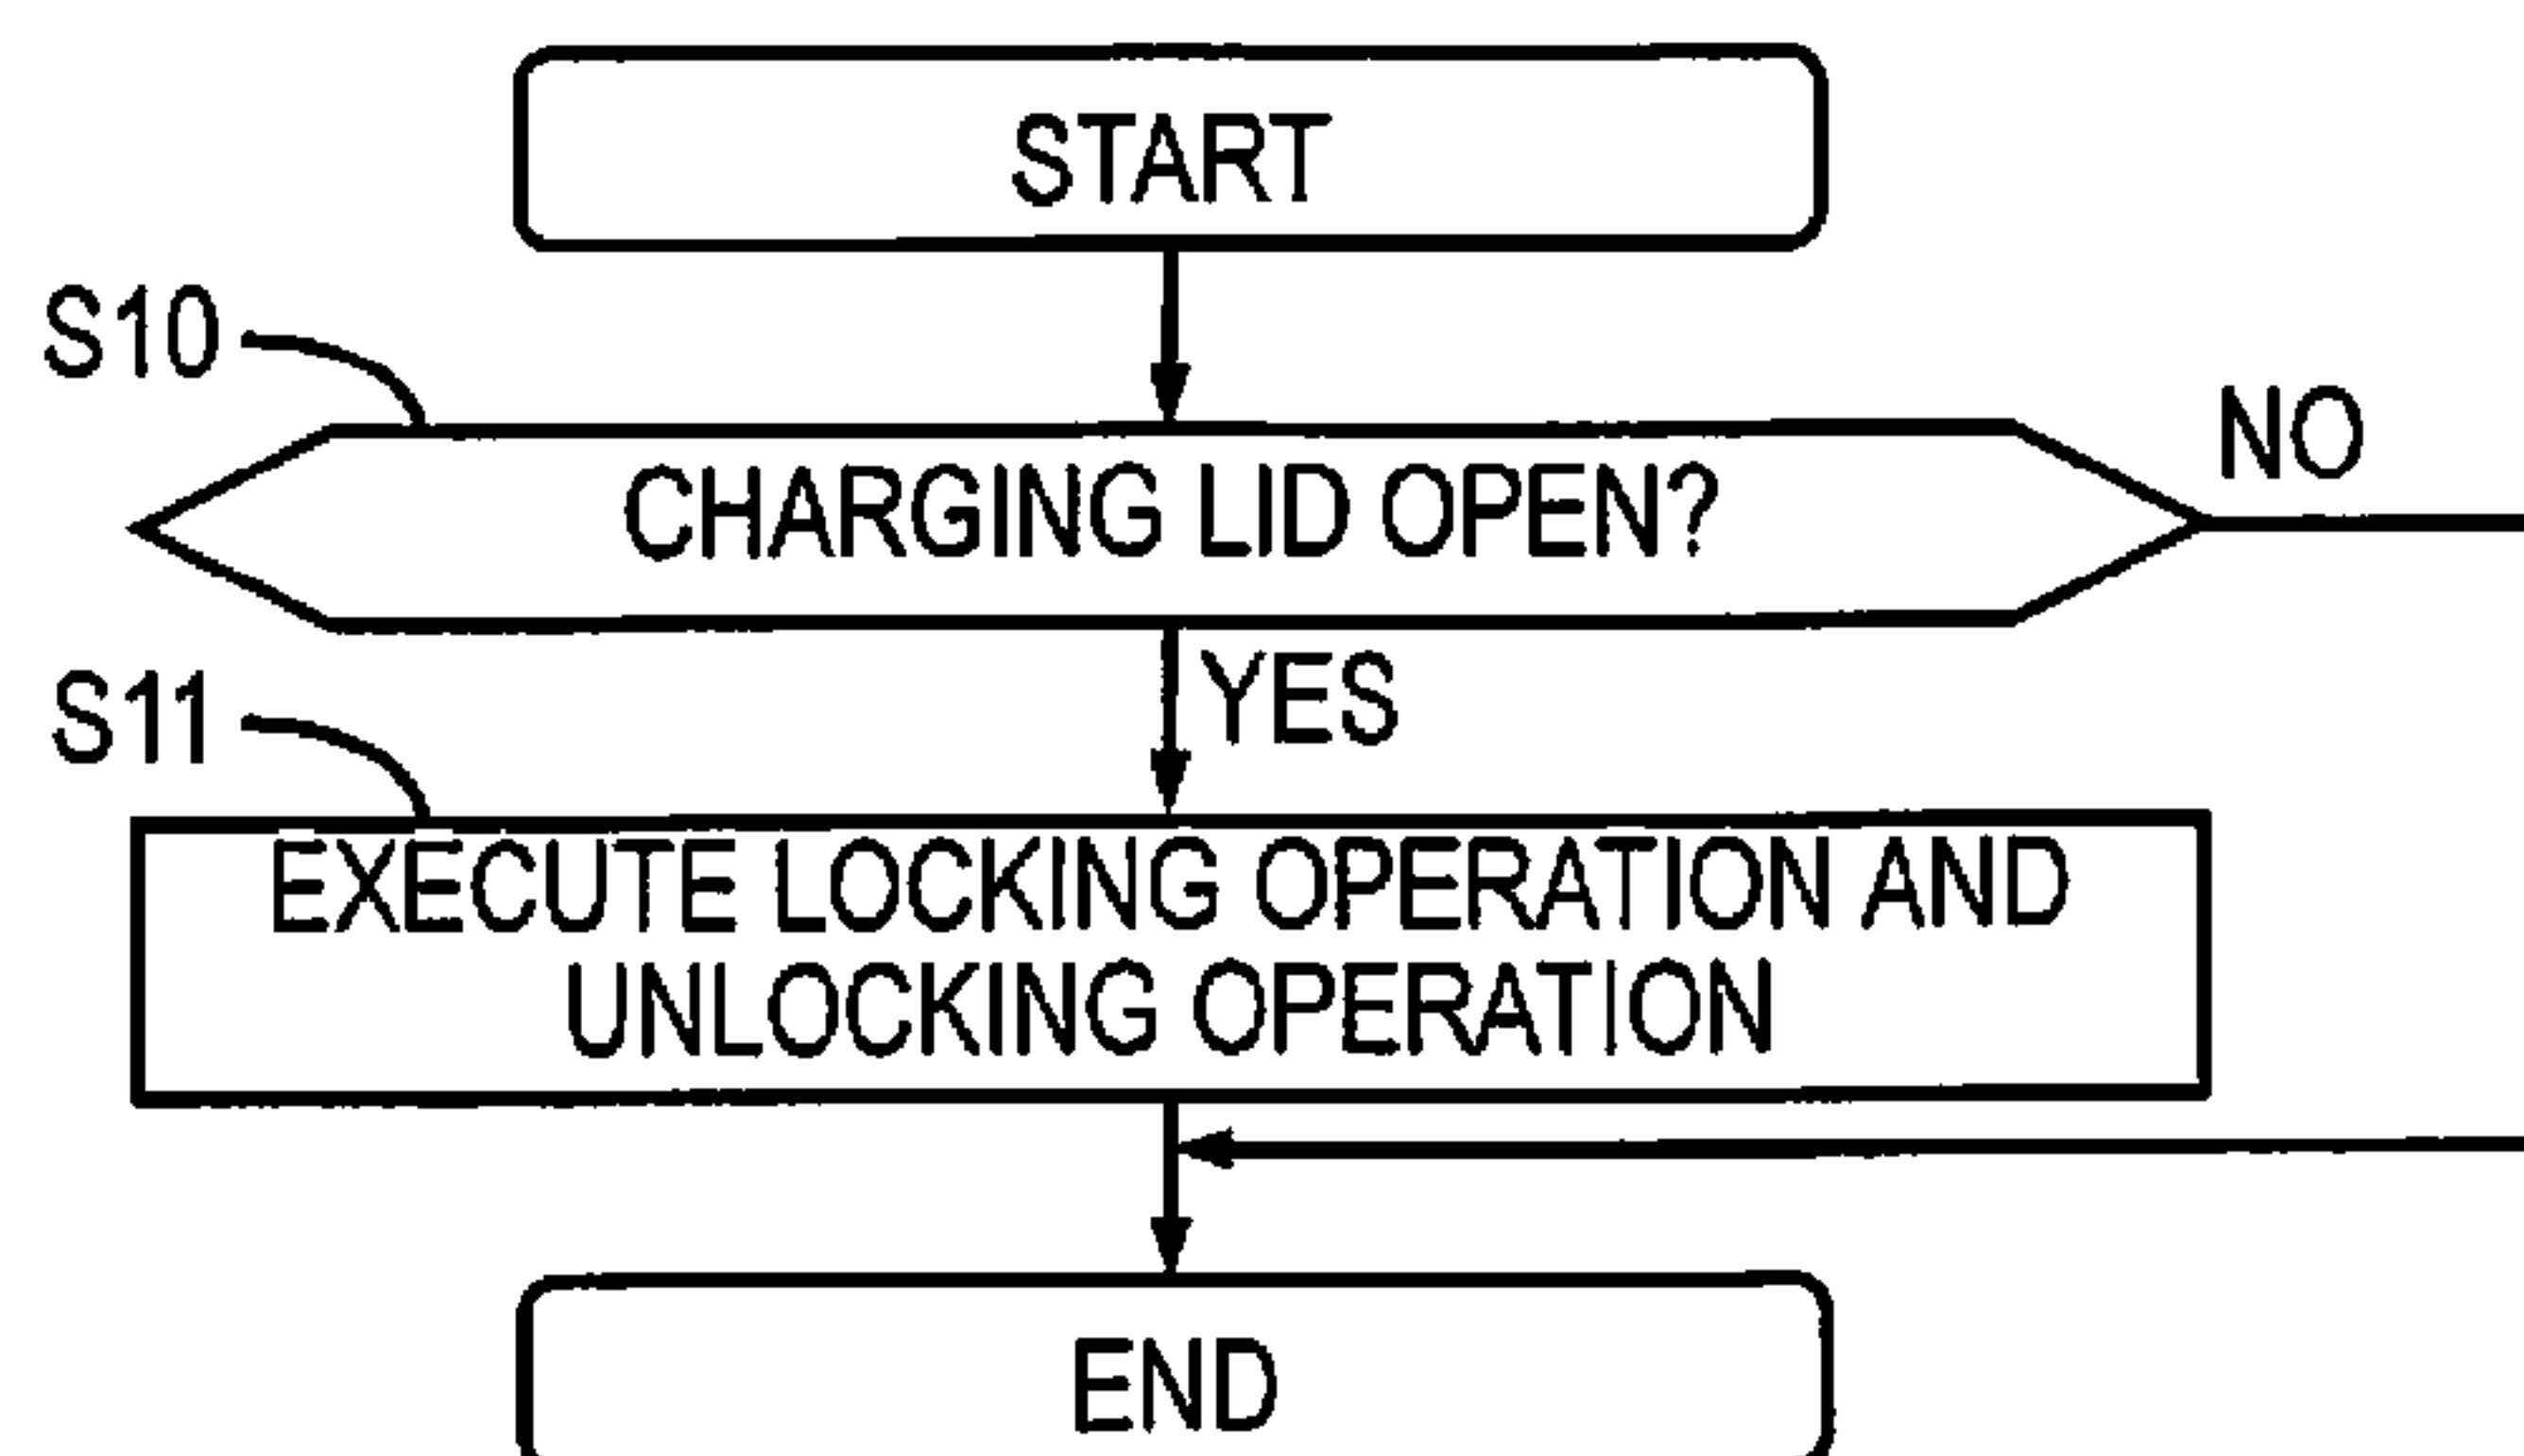 START
S10
CHARGING LID OPEN?
NO
YES
S11
EXECUTE LOCKING OPERATION AND
UNLOCKING OPERATION
END